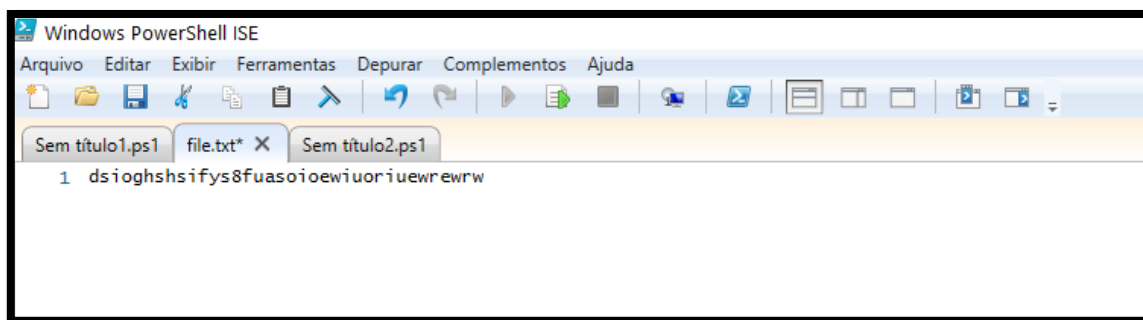 Windows PowerShell ISE
Arquivo Editar Exibir Ferramentas Depurar Complementos Ajuda
Sem título1.ps1 file.txt* X Sem título2.ps1
1 dsioghshsifys8fuasoioewiuoriuewrewrw